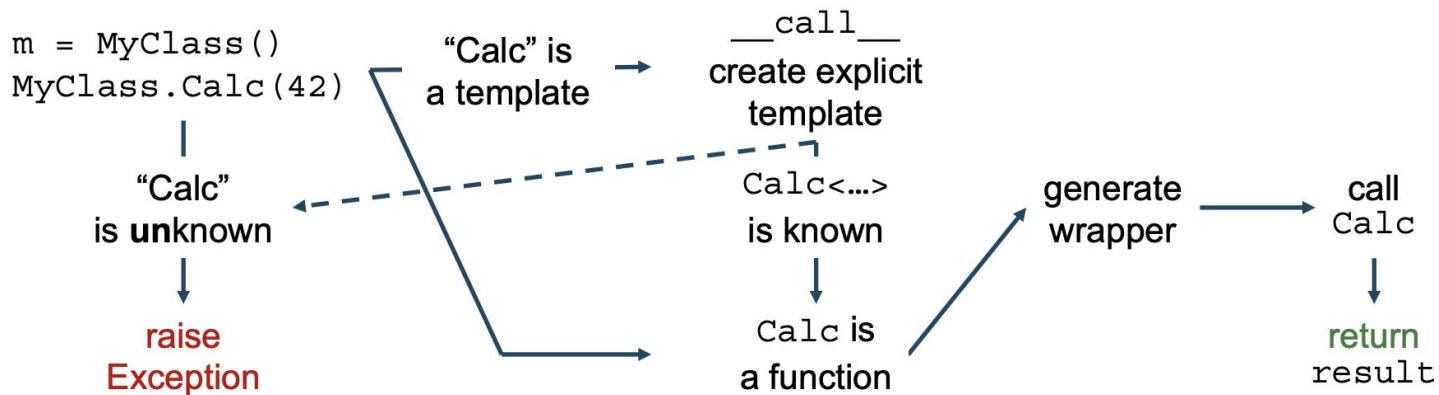 m = MyClass()
MyClass.Calc(42)
“Calc” is
a template
__call__
create explicit
template
“Calc”
is unknown
Calc<…>
is known
generate
wrapper
call
Calc
raise
Exception
Calc is
a function
return
result